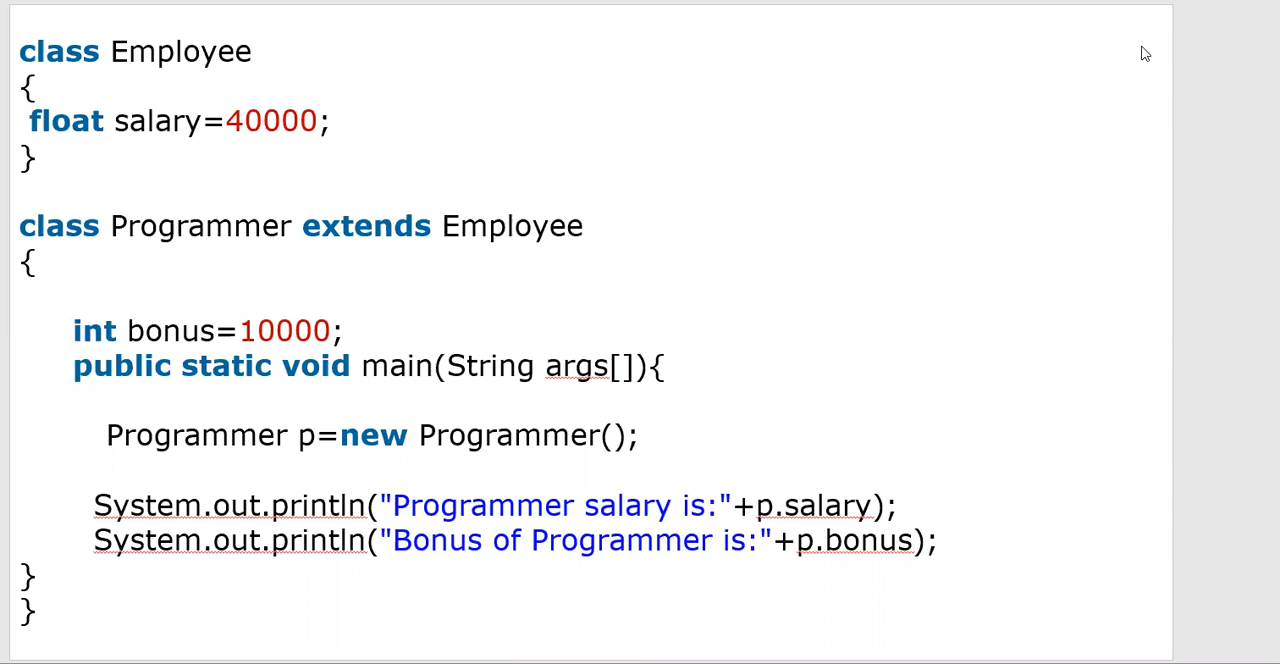 class Employee
{
float salary=40000;
}
class Programmer extends Employee
{
int bonus=10000;
public static void main(String args[]){
Programmer p=new Programmer();
System.out.println("Programmer salary is:"+p.salary);
System.out.println("Bonus of Programmer is:"+p.bonus);
}
}